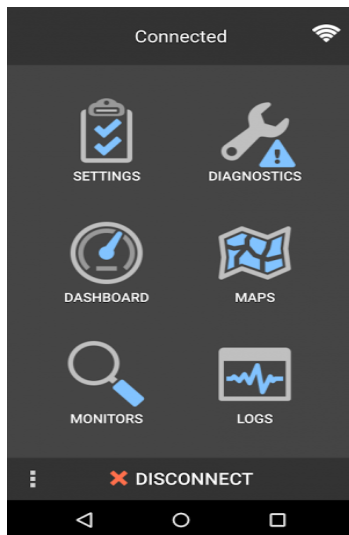 Connected
SETTINGS
DIAGNOSTICS
DASHBOARD
MAPS
MONITORS
LOGS
DISCONNECT